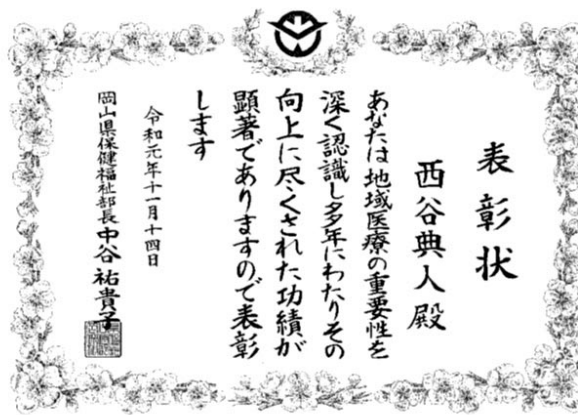 表彰状
西谷典人殿
あなたは地域医療の重要性を
深く認識し多年にわたりその
向上に尽くされた功績が
顕著でありますので表彰
します
令和元年十一月十四日
岡山県保健福祉部長 中谷祐貴子